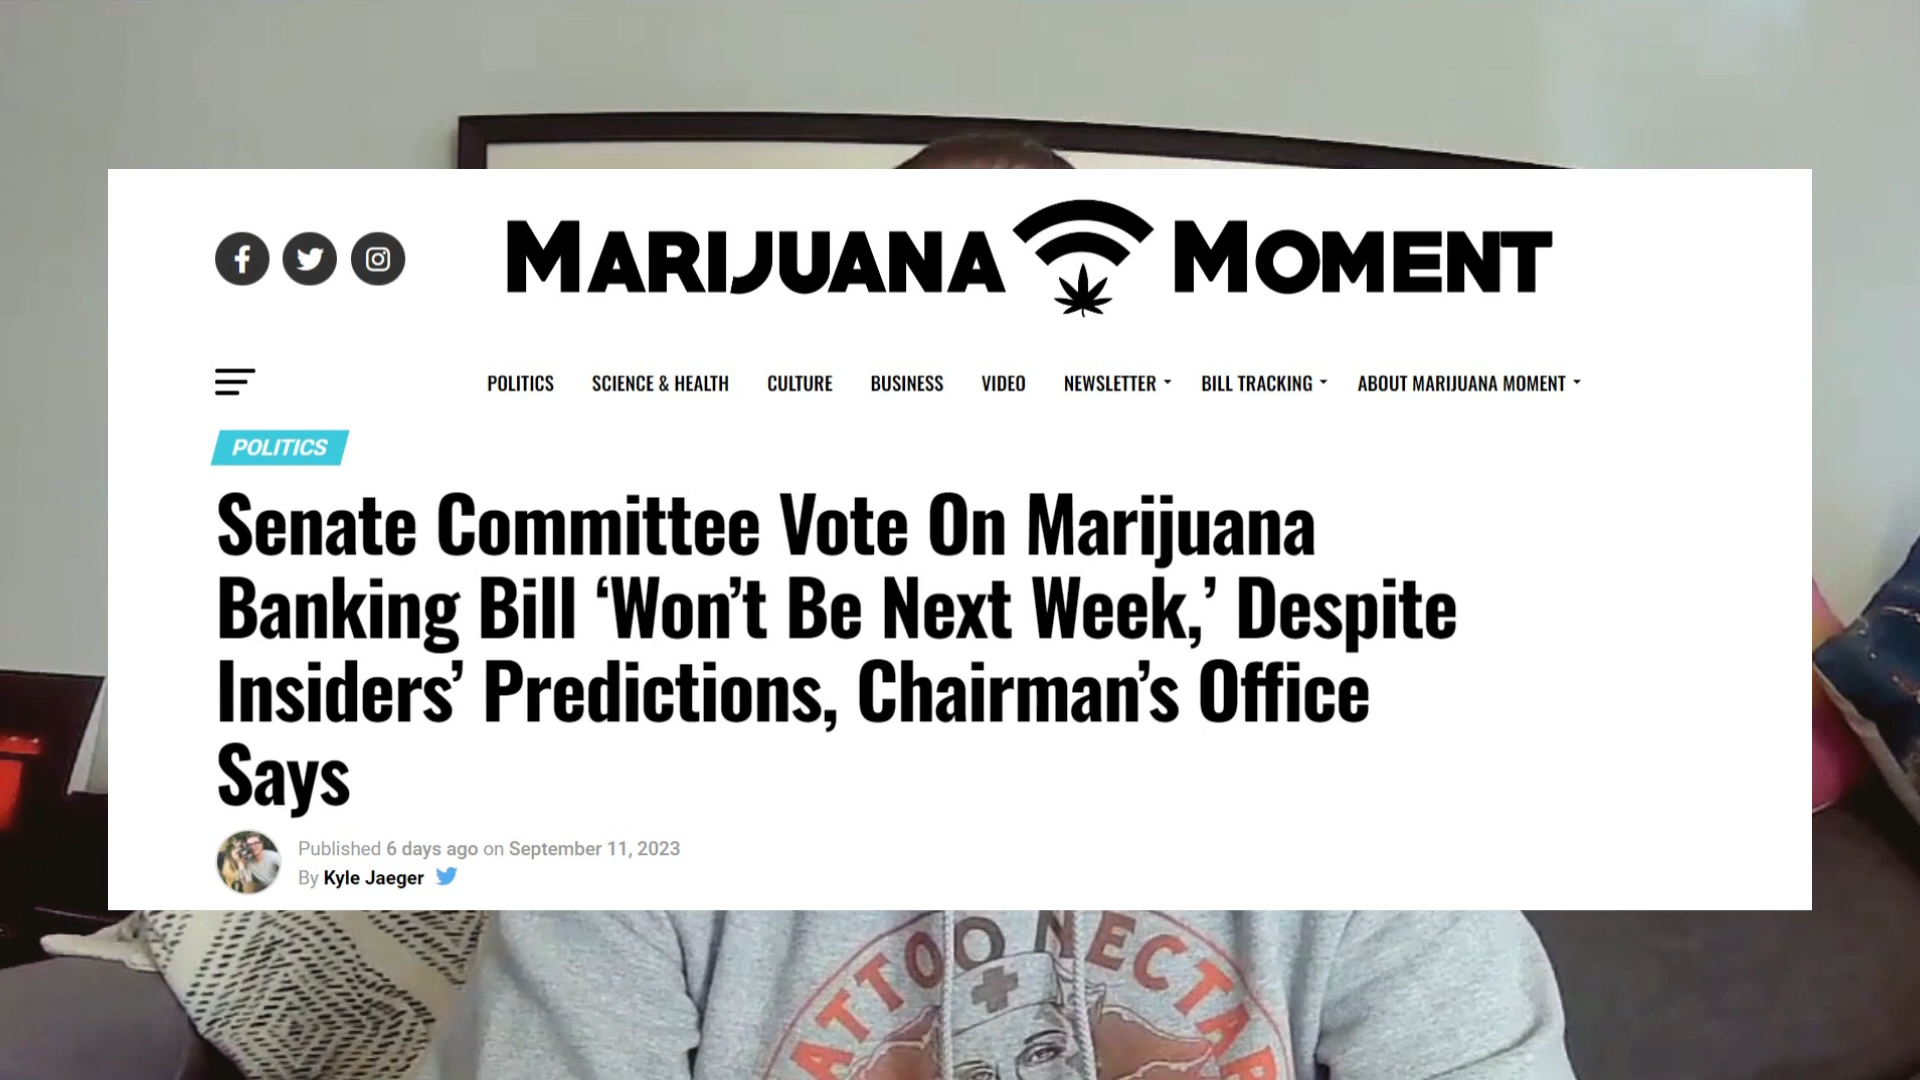 MARIJUANA MOMENT
POLITICS SCIENCE & HEALTH CULTURE BUSINESS VIDEO NEWSLETTER BILL TRACKING ABOUT MARIJUANA MOMENT
POLITICS
Senate Committee Vote On Marijuana
Banking Bill ‘Won’t Be Next Week,’ Despite
Insiders’ Predictions, Chairman’s Office
Says
Published 6 days ago on September 11, 2023
By Kyle Jaeger
ATTOO NECTAR